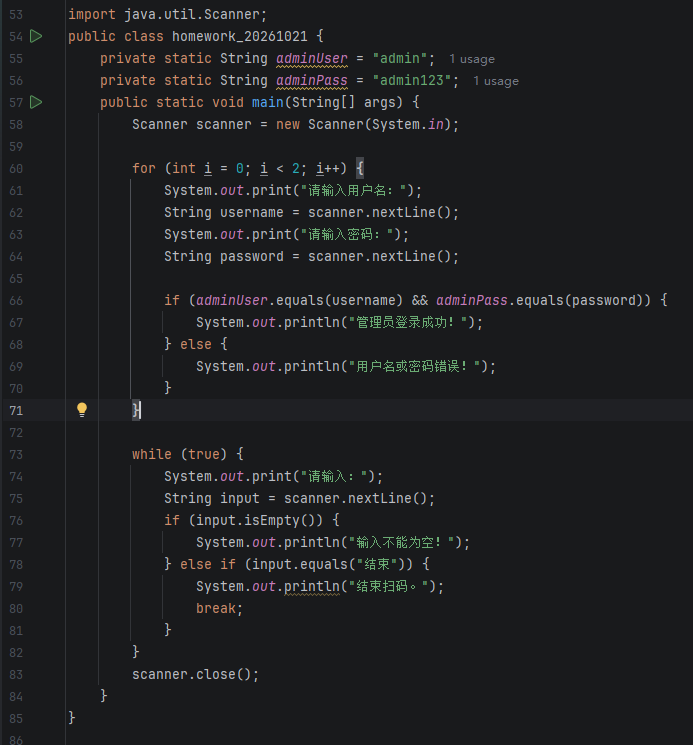 53 import java.util.Scanner;
54 public class homework_20261021 {
55     private static String adminUser = "admin"; 1 usage
56     private static String adminPass = "admin123"; 1 usage
57     public static void main(String[] args) {
58         Scanner scanner = new Scanner(System.in);
59
60         for (int i = 0; i < 2; i++) {
61             System.out.print("请输入用户名：");
62             String username = scanner.nextLine();
63             System.out.print("请输入密码：");
64             String password = scanner.nextLine();
65
66             if (adminUser.equals(username) && adminPass.equals(password)) {
67                 System.out.println("管理员登录成功！");
68             } else {
69                 System.out.println("用户名或密码错误！");
70             }
71         }
72
73         while (true) {
74             System.out.print("请输入：");
75             String input = scanner.nextLine();
76             if (input.isEmpty()) {
77                 System.out.println("输入不能为空！");
78             } else if (input.equals("结束")) {
79                 System.out.println("结束扫码。");
80                 break;
81             }
82         }
83         scanner.close();
84     }
85 }
86